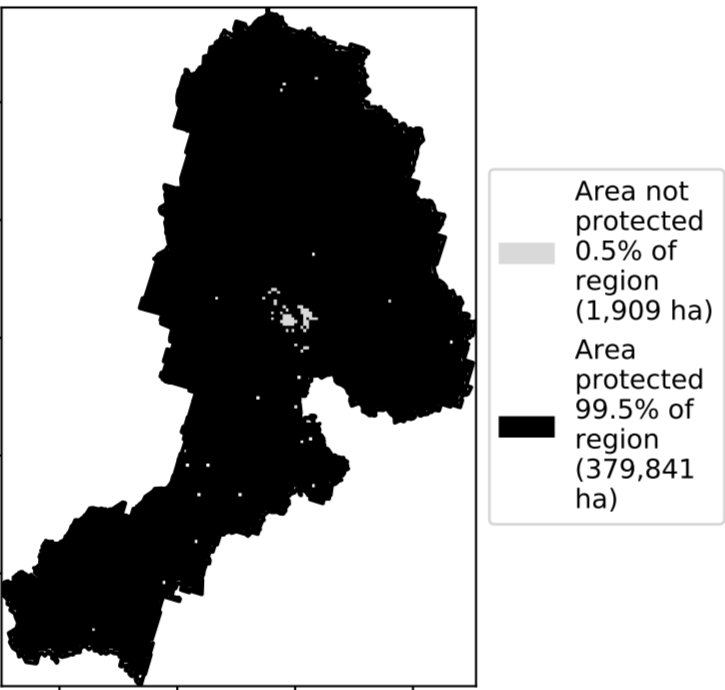 Area not
protected
0.5% of
region
(1,909 ha)
Area
protected
99.5% of
region
(379,841
ha)